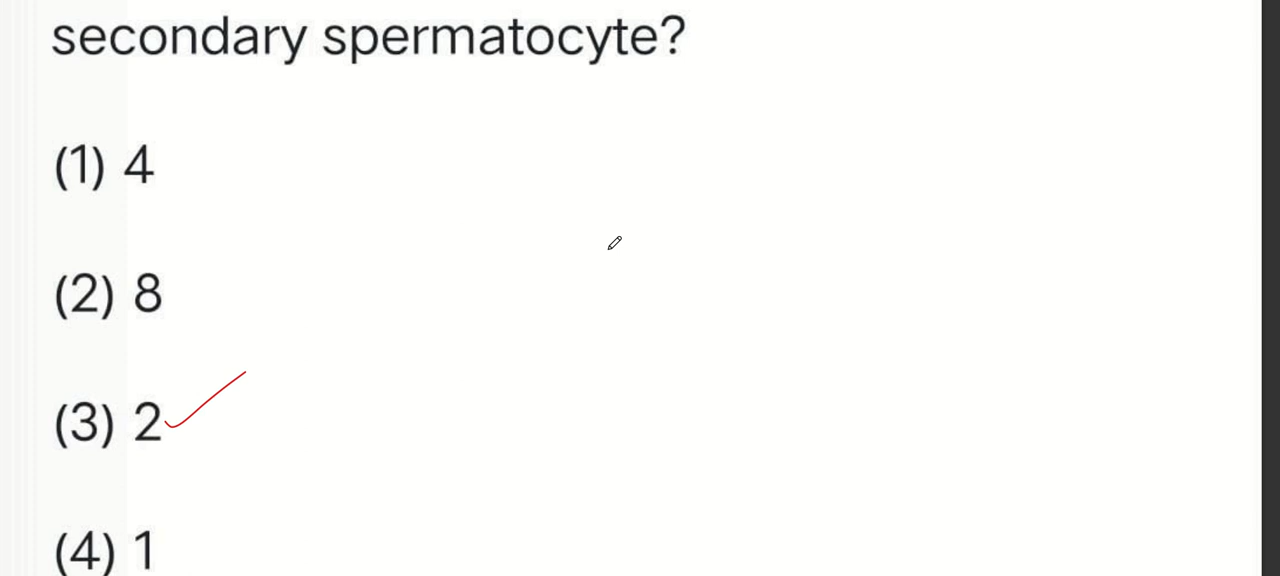 secondary spermatocyte?
(1) 4
(2) 8
(3) 2
(4) 1